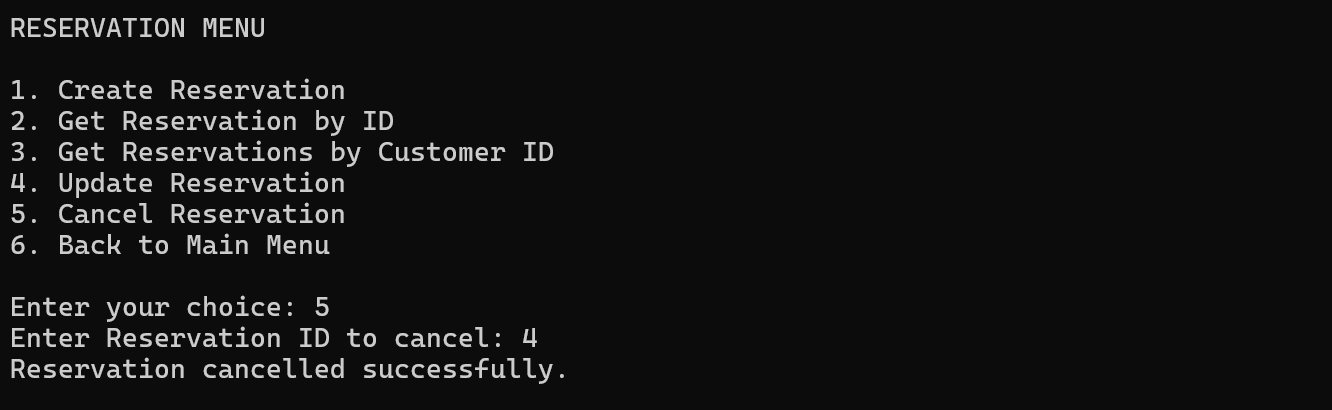 RESERVATION MENU
1. Create Reservation
2. Get Reservation by ID
3. Get Reservations by Customer ID
4. Update Reservation
5. Cancel Reservation
6. Back to Main Menu
Enter your choice: 5
Enter Reservation ID to cancel: 4
Reservation cancelled successfully.